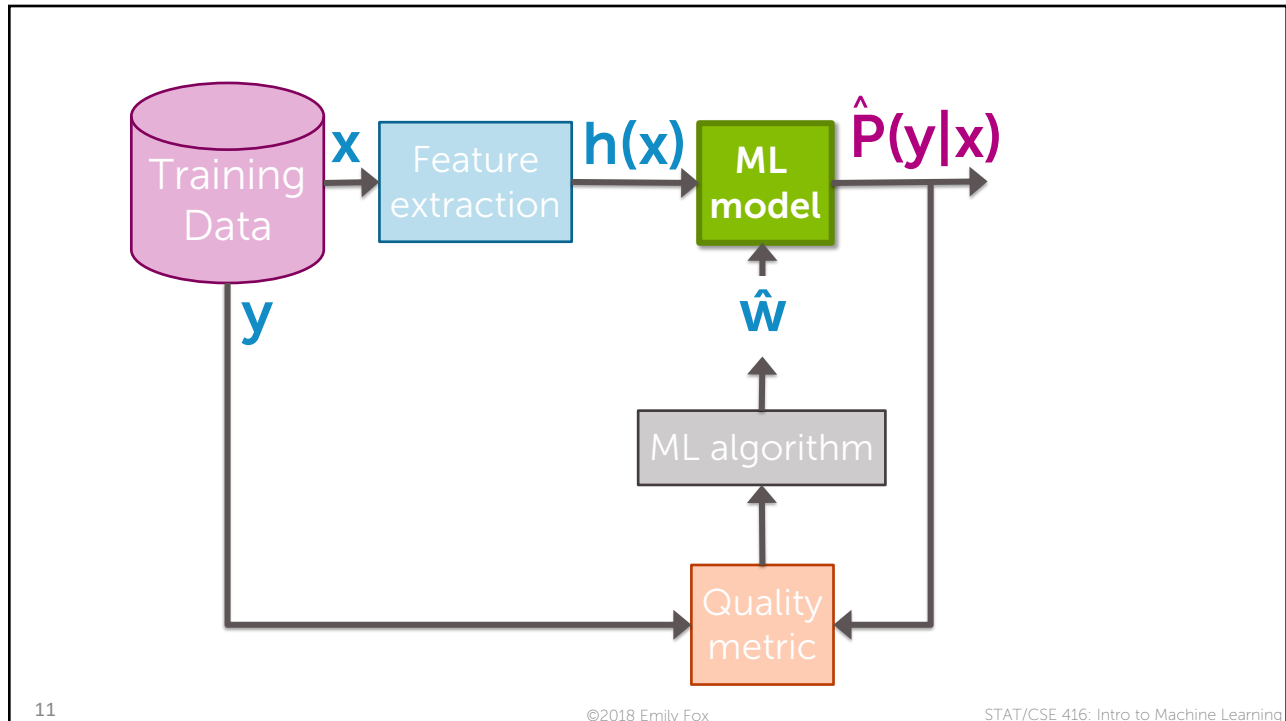 Training
Data
x
Feature
extraction
h(x)
ML
model
P̂(y|x)
y
ŵ
ML algorithm
Quality
metric
11
©2018 Emily Fox
STAT/CSE 416: Intro to Machine Learning